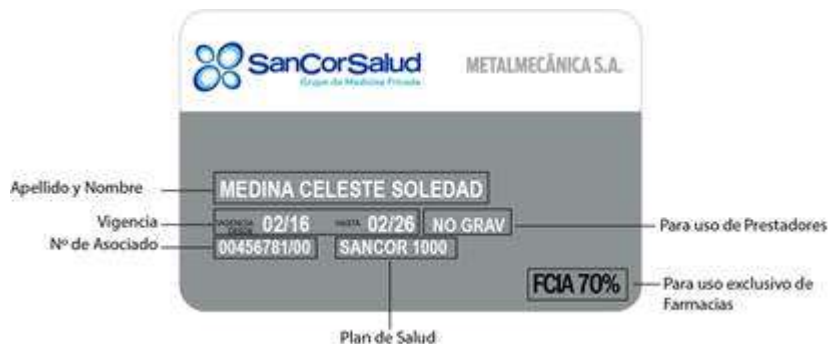 SanCorSalud METALMECÁNICA S.A.
Grupo de Medicina Privada
Apellido y Nombre MEDINA CELESTE SOLEDAD
Vigencia VIGENCIA DESDE 02/16 HASTA 02/26 NO GRAV Para uso de Prestadores
Nº de Asociado 00456781/00 SANCOR 1000
FCIA 70% Para uso exclusivo de
Farmacias
Plan de Salud